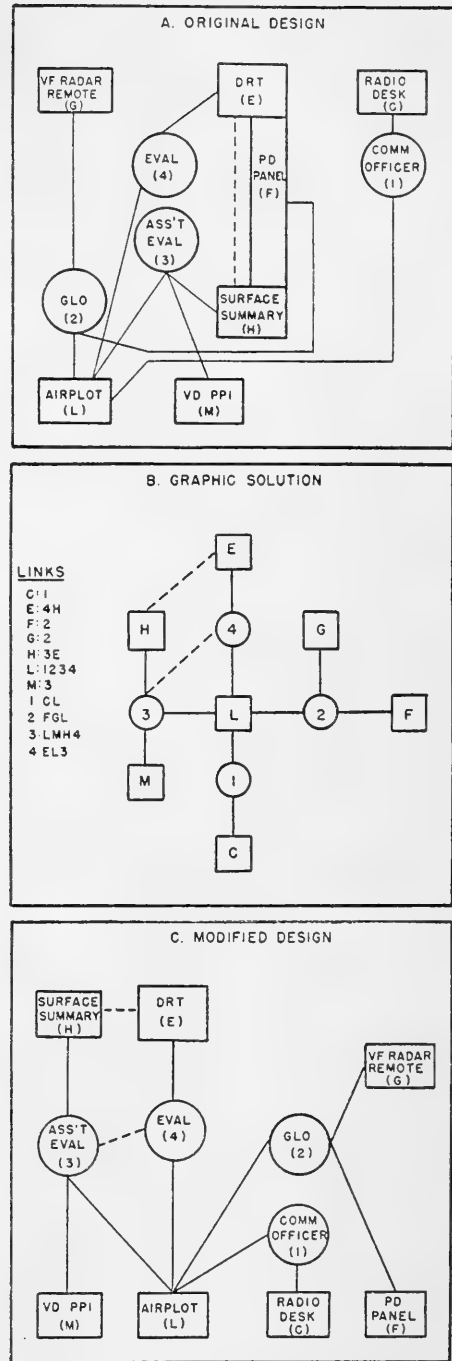 A. ORIGINAL DESIGN
VF RADAR
REMOTE
(G)
DRT
(E)
RADIO
DESK
(C)
EVAL
(4)
PD
PANEL
(F)
COMM
OFFICER
(1)
ASS'T
EVAL
(3)
GLO
(2)
SURFACE
SUMMARY
(H)
AIRPLOT
(L)
VD PPI
(M)
B. GRAPHIC SOLUTION
LINKS
C:1
E:4H
F:2
G:2
H:3E
L:1234
M:3
1 CL
2 FGL
3:LMH4
4 EL3
E
H
4
G
3
L
2
F
M
1
C
C. MODIFIED DESIGN
SURFACE
SUMMARY
(H)
DRT
(E)
VF RADAR
REMOTE
(G)
ASS'T
EVAL
(3)
EVAL
(4)
GLO
(2)
COMM
OFFICER
(1)
VD PPI
(M)
AIRPLOT
(L)
RADIO
DESK
(C)
PD
PANEL
(F)